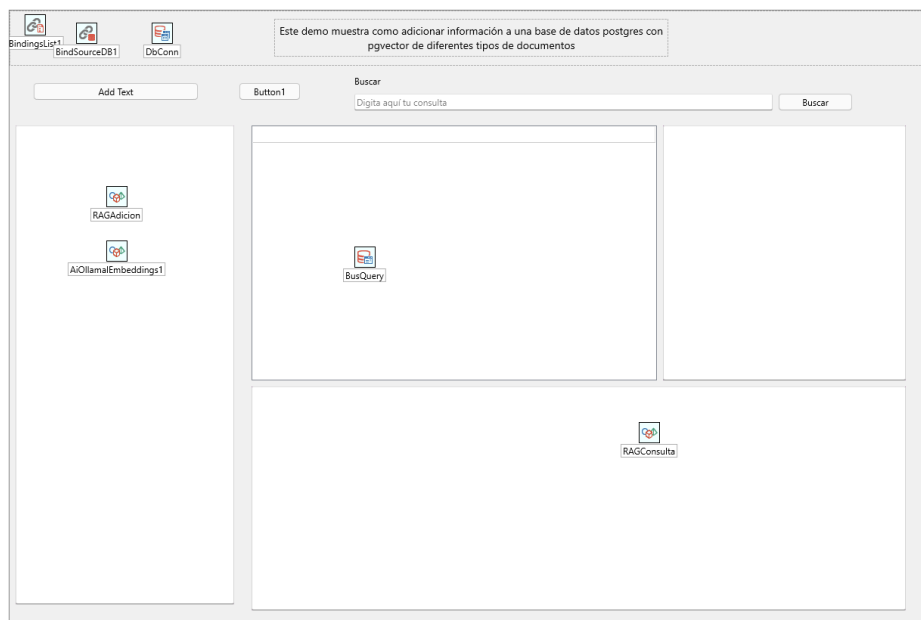 BindingsList1
BindSourceDB1
DbConn
Este demo muestra como adicionar información a una base de datos postgres con
pgvector de diferentes tipos de documentos
Add Text
Button1
Buscar
Digita aquí tu consulta
Buscar
RAGAdicion
AiOllamalEmbeddings1
BusQuery
RAGConsulta